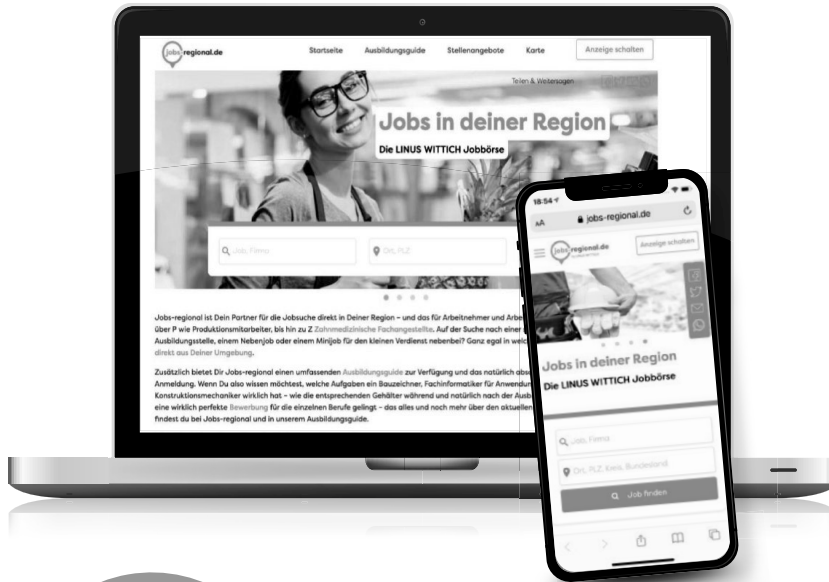 jobs regional.de
Startseite Ausbildungsguide Stellenangebote Karte Anzeige schalten
Teilen & Weitersagen
Jobs in deiner Region
Die LINUS WITTICH Jobbörse
Job, Firma Ort, PLZ
Jobs-regional ist Dein Partner für die Jobsuche direkt in Deiner Region – und das für Arbeitnehmer und
über P wie Produktionsmitarbeiter, bis hin zu Z Zahnmedizinische Fachangestellte. Auf der Suche nach einer
Ausbildungsstelle, einem Nebenjob oder einem Minijob für den kleinen Verdienst nebenbei? Ganz egal in
direkt aus Deiner Umgebung.
Zusätzlich bietet Dir Jobs-regional einen umfassenden Ausbildungsguide zur Verfügung und das natürlich
Anmeldung. Wenn Du also wissen möchtest, welche Aufgaben ein Bauzeichner, Fachinformatiker für
Konstruktionsmechaniker wirklich hat – wie die entsprechenden Gehälter während und natürlich nach der
eine wirklich perfekte Bewerbung für die einzelnen Berufe gelingt – das alles und noch mehr über den aktuellen
findest du bei Jobs-regional und in unserem Ausbildungsguide.
18:54
AA jobs-regional.de
jobs regional.de Anzeige schalten
Jobs in deiner Region
Die LINUS WITTICH Jobbörse
Job, Firma
Ort, PLZ, Kreis, Bundesland
Job finden